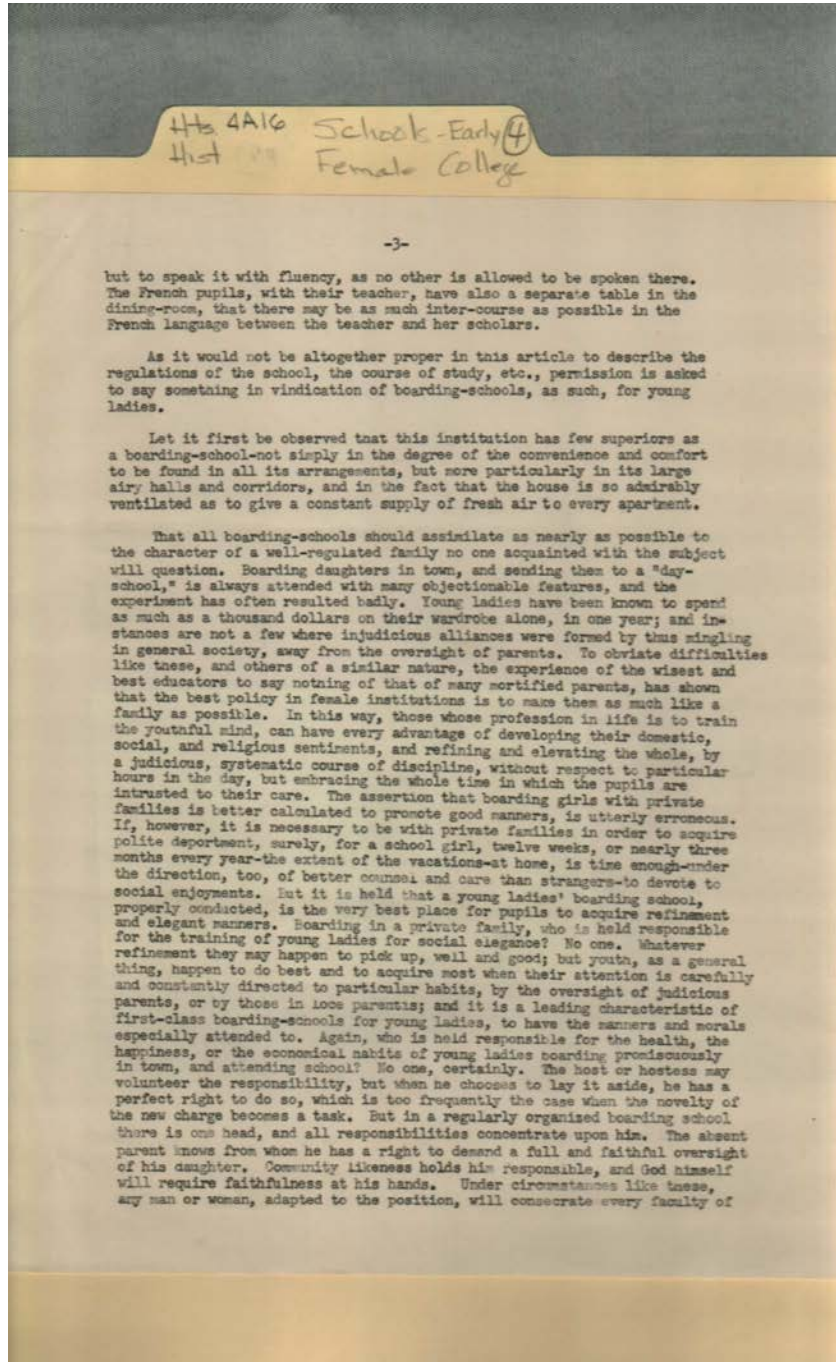 Hts. 4A16 Schools - Early 4
Hist Female College
-3-
but to speak it with fluency, as no other is allowed to be spoken there.
The French pupils, with their teacher, have also a separate table in the
dining-room, that there may be as much inter-course as possible in the
French language between the teacher and her scholars.
As it would not be altogether proper in this article to describe the
regulations of the school, the course of study, etc., permission is asked
to say something in vindication of boarding-schools, as such, for young
ladies.
Let it first be observed that this institution has few superiors as
a boarding-school-not simply in the degree of the convenience and comfort
to be found in all its arrangements, but more particularly in its large
airy halls and corridors, and in the fact that the house is so admirably
ventilated as to give a constant supply of fresh air to every apartment.
That all boarding-schools should assimilate as nearly as possible to
the character of a well-regulated family no one acquainted with the subject
will question. Boarding daughters in town, and sending them to a "day-
school," is always attended with many objectionable features, and the
experiment has often resulted badly. Young ladies have been known to spend
as much as a thousand dollars on their wardrobe alone, in one year; and in-
stances are not a few where injudicious alliances were formed by thus mingling
in general society, away from the oversight of parents. To obviate difficulties
like these, and others of a similar nature, the experience of the wisest and
best educators to say nothing of that of many mortified parents, has shown
that the best policy in female institutions is to make them as much like a
family as possible. In this way, those whose profession in life is to train
the youthful mind, can have every advantage of developing their domestic,
social, and religious sentiments, and refining and elevating the whole, by
a judicious, systematic course of discipline, without respect to particular
hours in the day, but embracing the whole time in which the pupils are
intrusted to their care. The assertion that boarding girls with private
families is better calculated to promote good manners, is utterly erroneous.
If, however, it is necessary to be with private families in order to acquire
polite deportment, surely, for a school girl, twelve weeks, or nearly three
months every year-the extent of the vacations-at home, is time enough-under
the direction, too, of better counsel and care than strangers-to devote to
social enjoyments. But it is held that a young ladies' boarding school,
properly conducted, is the very best place for pupils to acquire refinement
and elegant manners. Boarding in a private family, who is held responsible
for the training of young ladies for social elegance? No one. Whatever
refinement they may happen to pick up, well and good; but youth, as a general
thing, happen to do best and to acquire most when their attention is carefully
and constantly directed to particular habits, by the oversight of judicious
parents, or by those in loco parentis; and it is a leading characteristic of
first-class boarding-schools for young ladies, to have the manners and morals
especially attended to. Again, who is held responsible for the health, the
happiness, or the economical habits of young ladies boarding promiscuously
in town, and attending school? No one, certainly. The host or hostess may
volunteer the responsibility, but when he chooses to lay it aside, he has a
perfect right to do so, which is too frequently the case when the novelty of
the new charge becomes a task. But in a regularly organized boarding school
there is one head, and all responsibilities concentrate upon him. The absent
parent knows from whom he has a right to demand a full and faithful oversight
of his daughter. Community likeness holds him responsible, and God himself
will require faithfulness at his hands. Under circumstances like these,
any man or woman, adapted to the position, will consecrate every faculty of